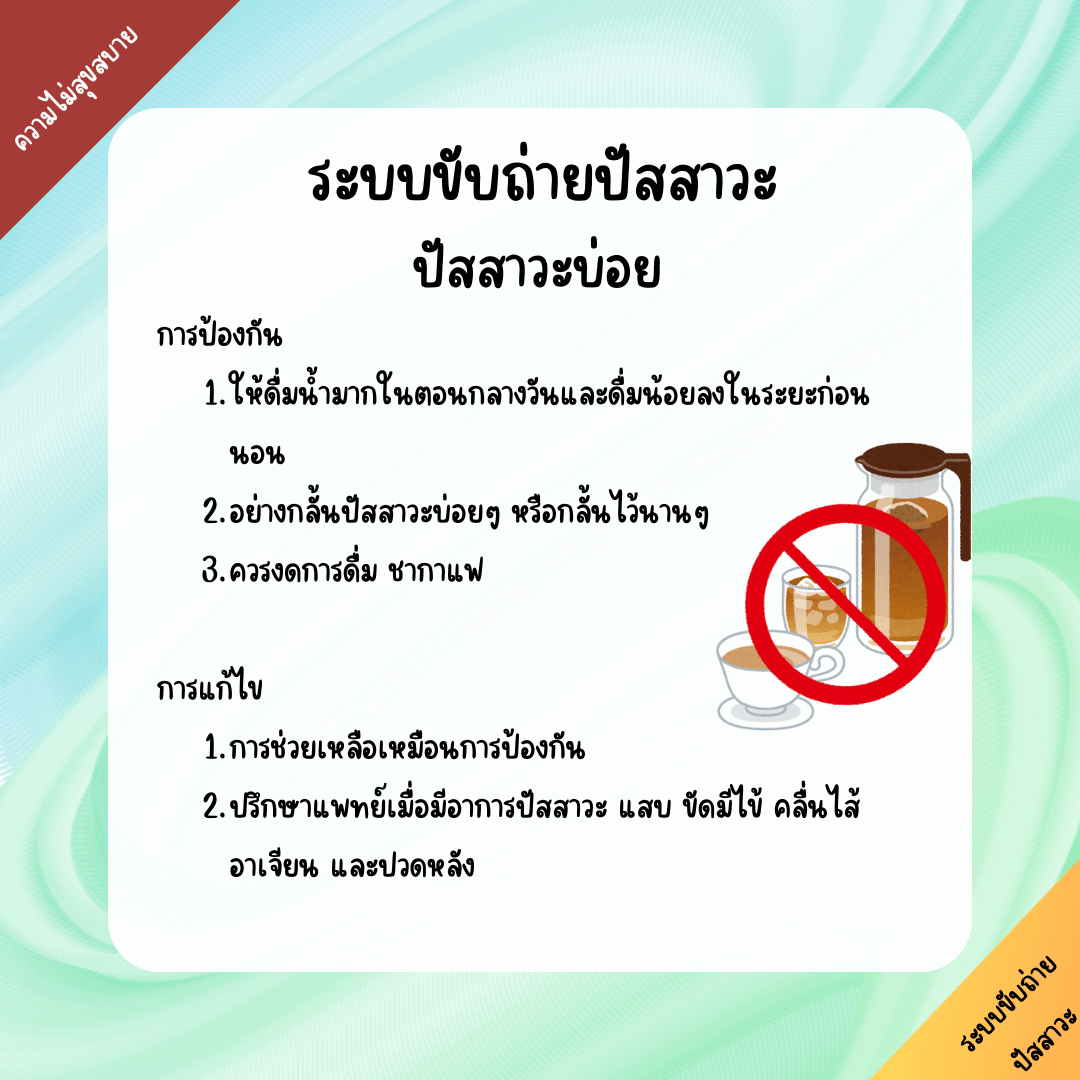 ความไม่สุขสบาย
ระบบขับถ่ายปัสสาวะ
ปัสสาวะบ่อย
การป้องกัน
1.ให้ดื่มน้ำมากในตอนกลางวันและดื่มน้อยลงในระยะก่อน
นอน
2.อย่างกลั้นปัสสาวะบ่อยๆ หรือกลั้นไว้นานๆ
3.ควรงดการดื่ม ชากาแฟ
การแก้ไข
1.การช่วยเหลือเหมือนการป้องกัน
2.ปรึกษาแพทย์เมื่อมีอาการปัสสาวะ แสบ ขัดมีไข้ คลื่นไส้
อาเจียน และปวดหลัง
ระบบขับถ่าย
ปัสสาวะ